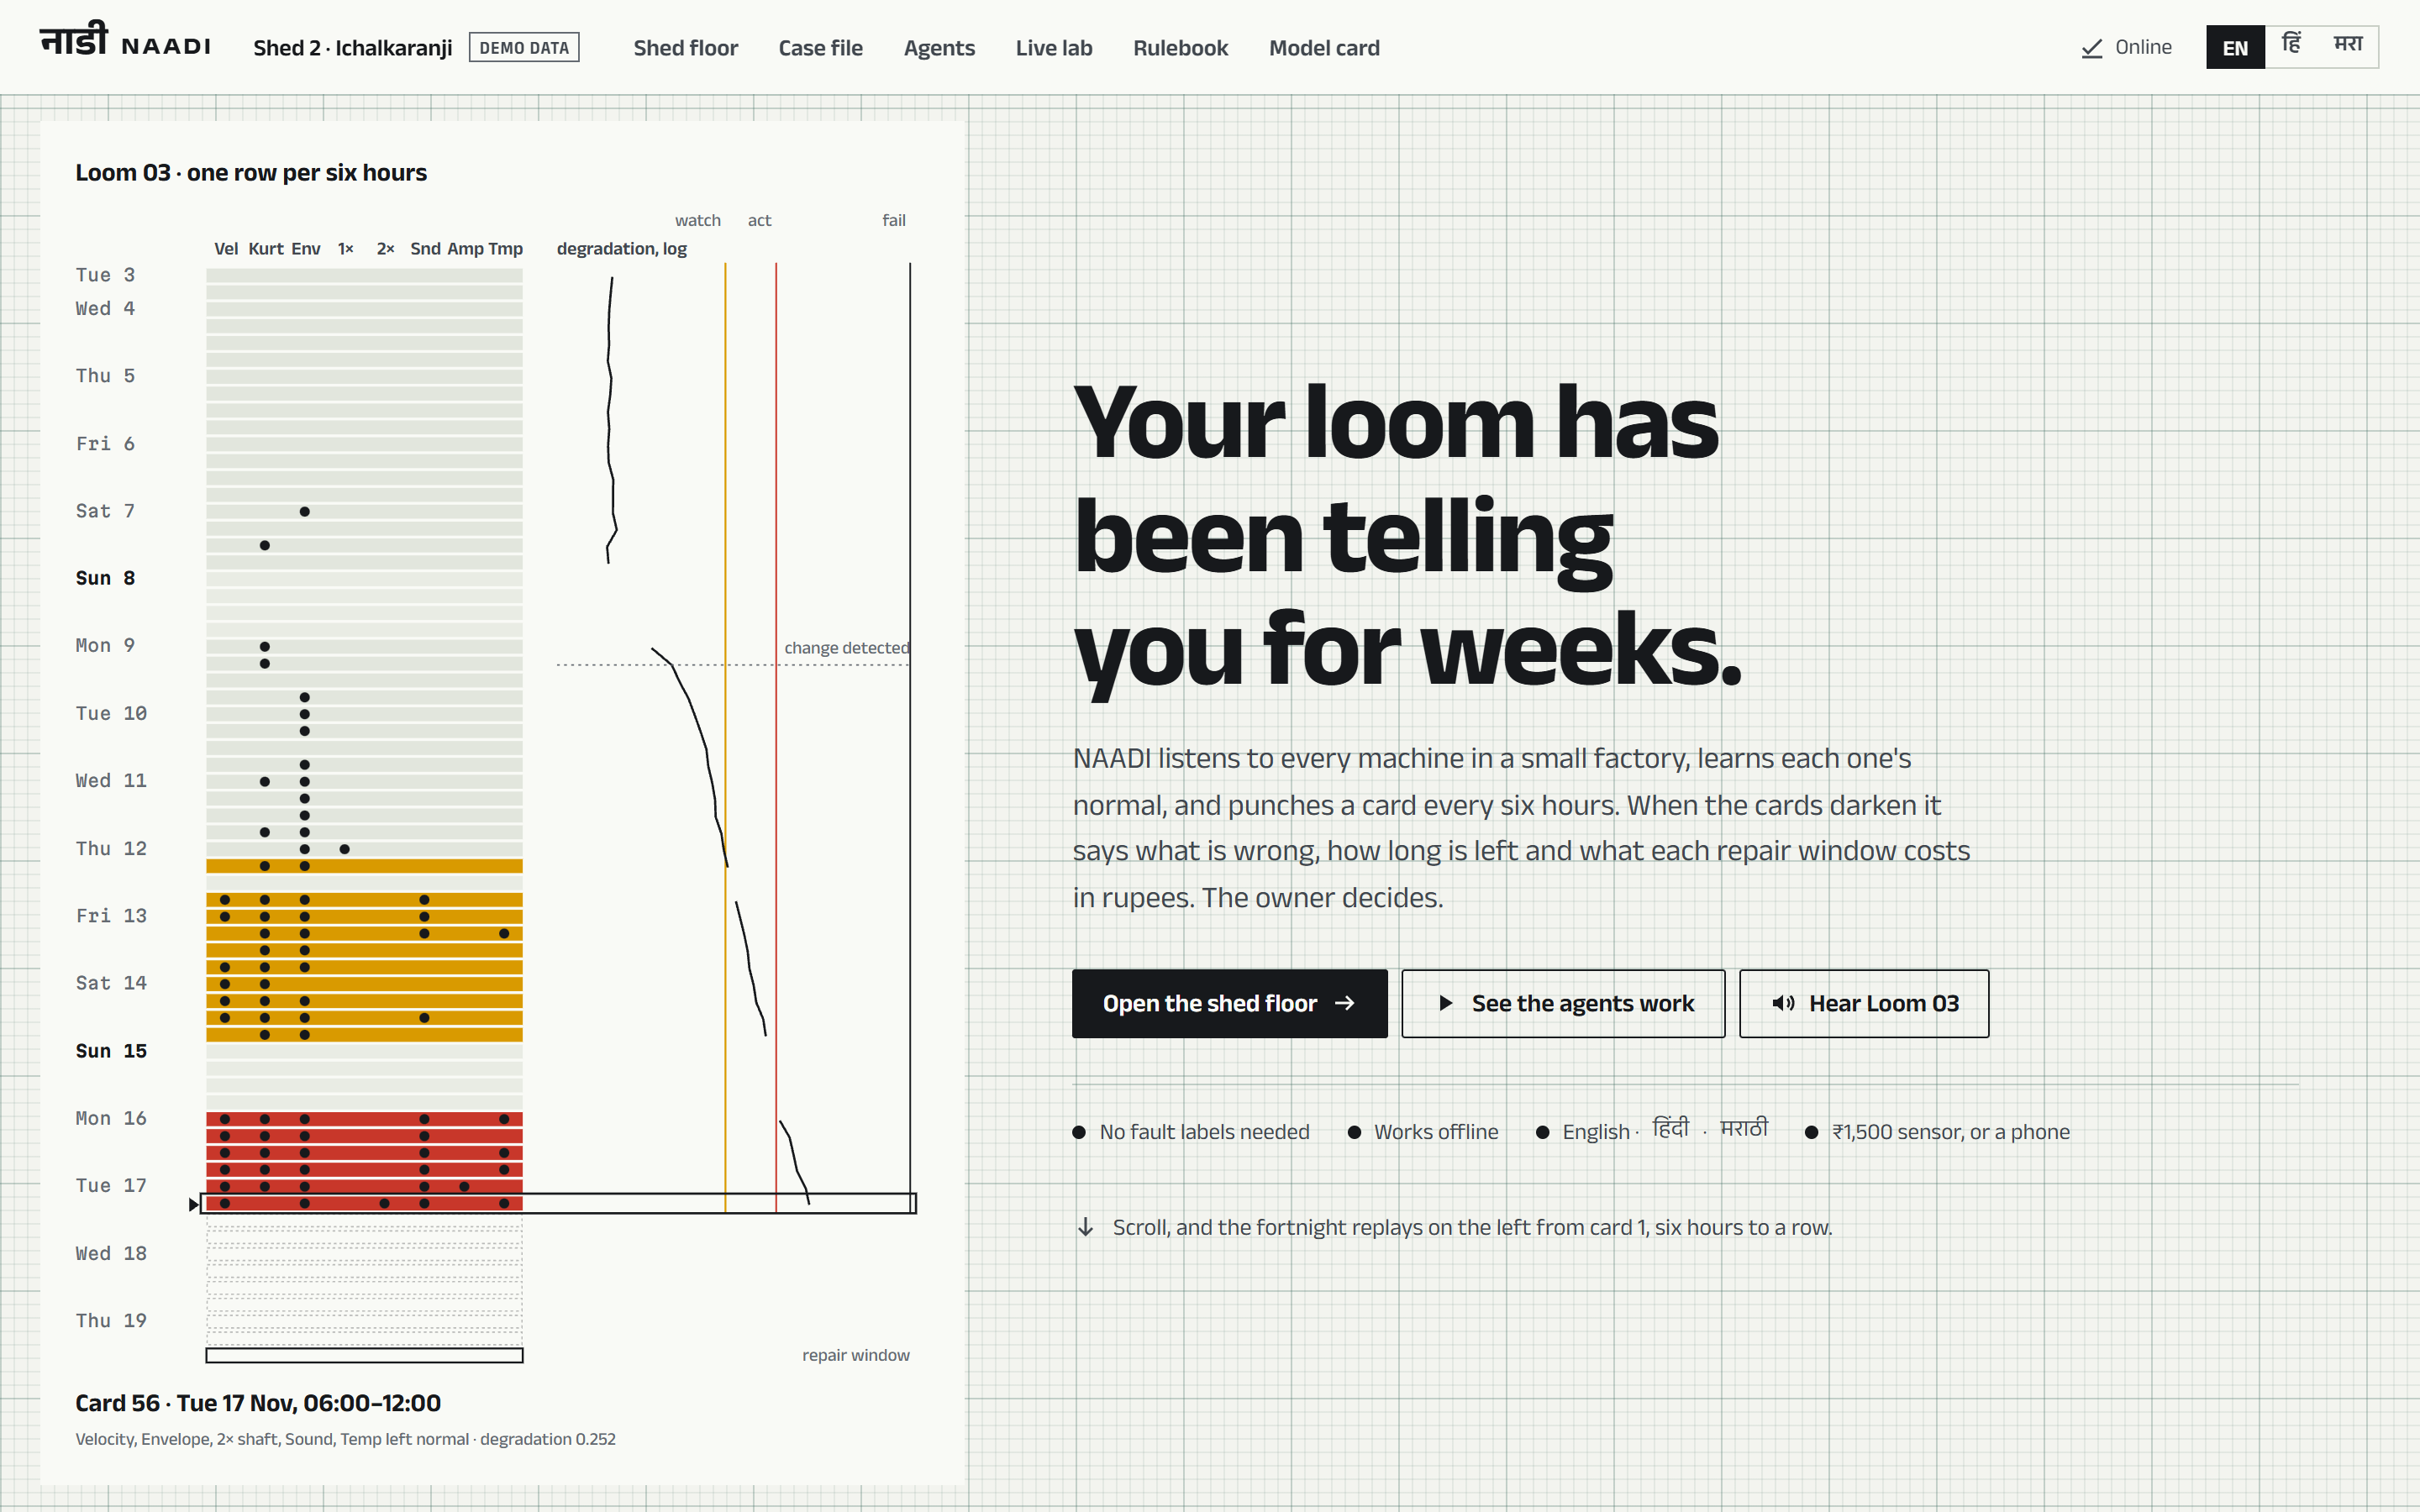 नाडी NAADI
Shed 2 · Ichalkaranji
DEMO DATA
Shed floor
Case file
Agents
Live lab
Rulebook
Model card
Online
EN
हिं
मरा
Loom 03 · one row per six hours
watch act fail
Vel Kurt Env 1× 2× Snd Amp Tmp degradation, log
Tue 3
Wed 4
Thu 5
Fri 6
Sat 7
Sun 8
Mon 9
change detected
Tue 10
Wed 11
Thu 12
Fri 13
Sat 14
Sun 15
Mon 16
Tue 17
Wed 18
Thu 19
repair window
Card 56 · Tue 17 Nov, 06:00–12:00
Velocity, Envelope, 2× shaft, Sound, Temp left normal · degradation 0.252
Your loom has
been telling
you for weeks.
NAADI listens to every machine in a small factory, learns each one's
normal, and punches a card every six hours. When the cards darken it
says what is wrong, how long is left and what each repair window costs
in rupees. The owner decides.
Open the shed floor →
See the agents work
Hear Loom 03
No fault labels needed
Works offline
English · हिंदी · मराठी
₹1,500 sensor, or a phone
↓ Scroll, and the fortnight replays on the left from card 1, six hours to a row.